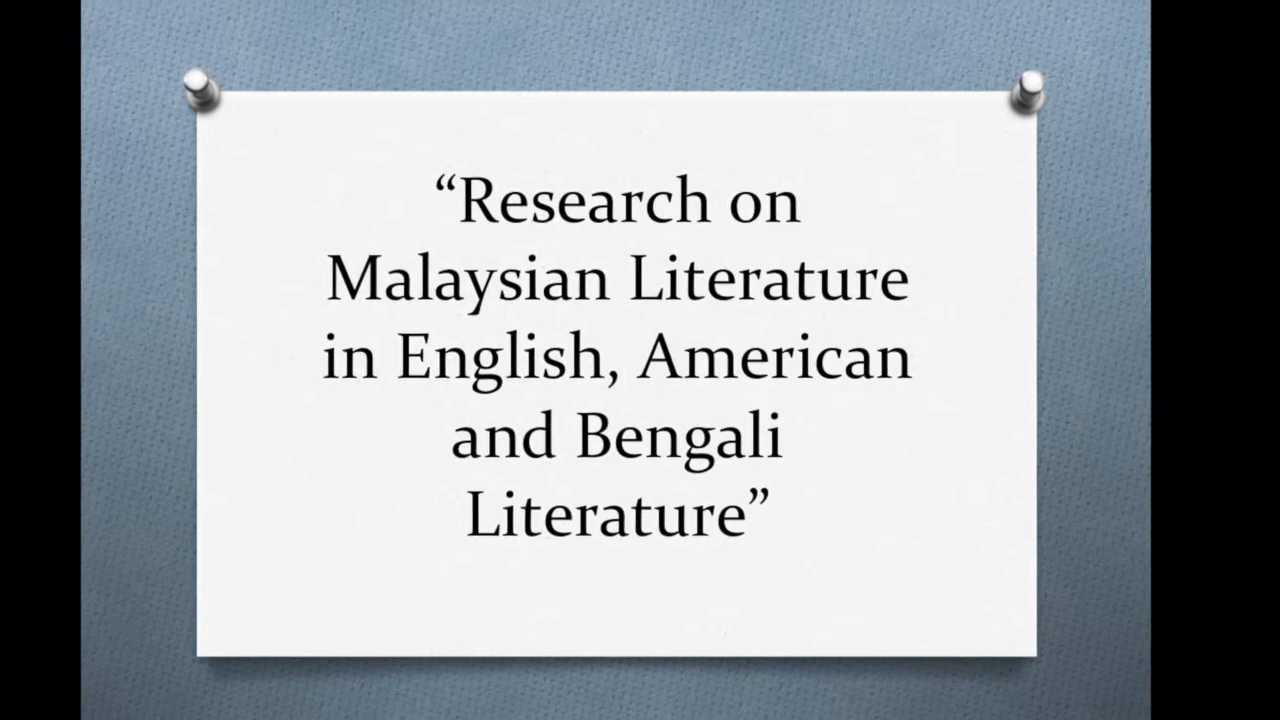 “Research on
Malaysian Literature
in English, American
and Bengali
Literature”